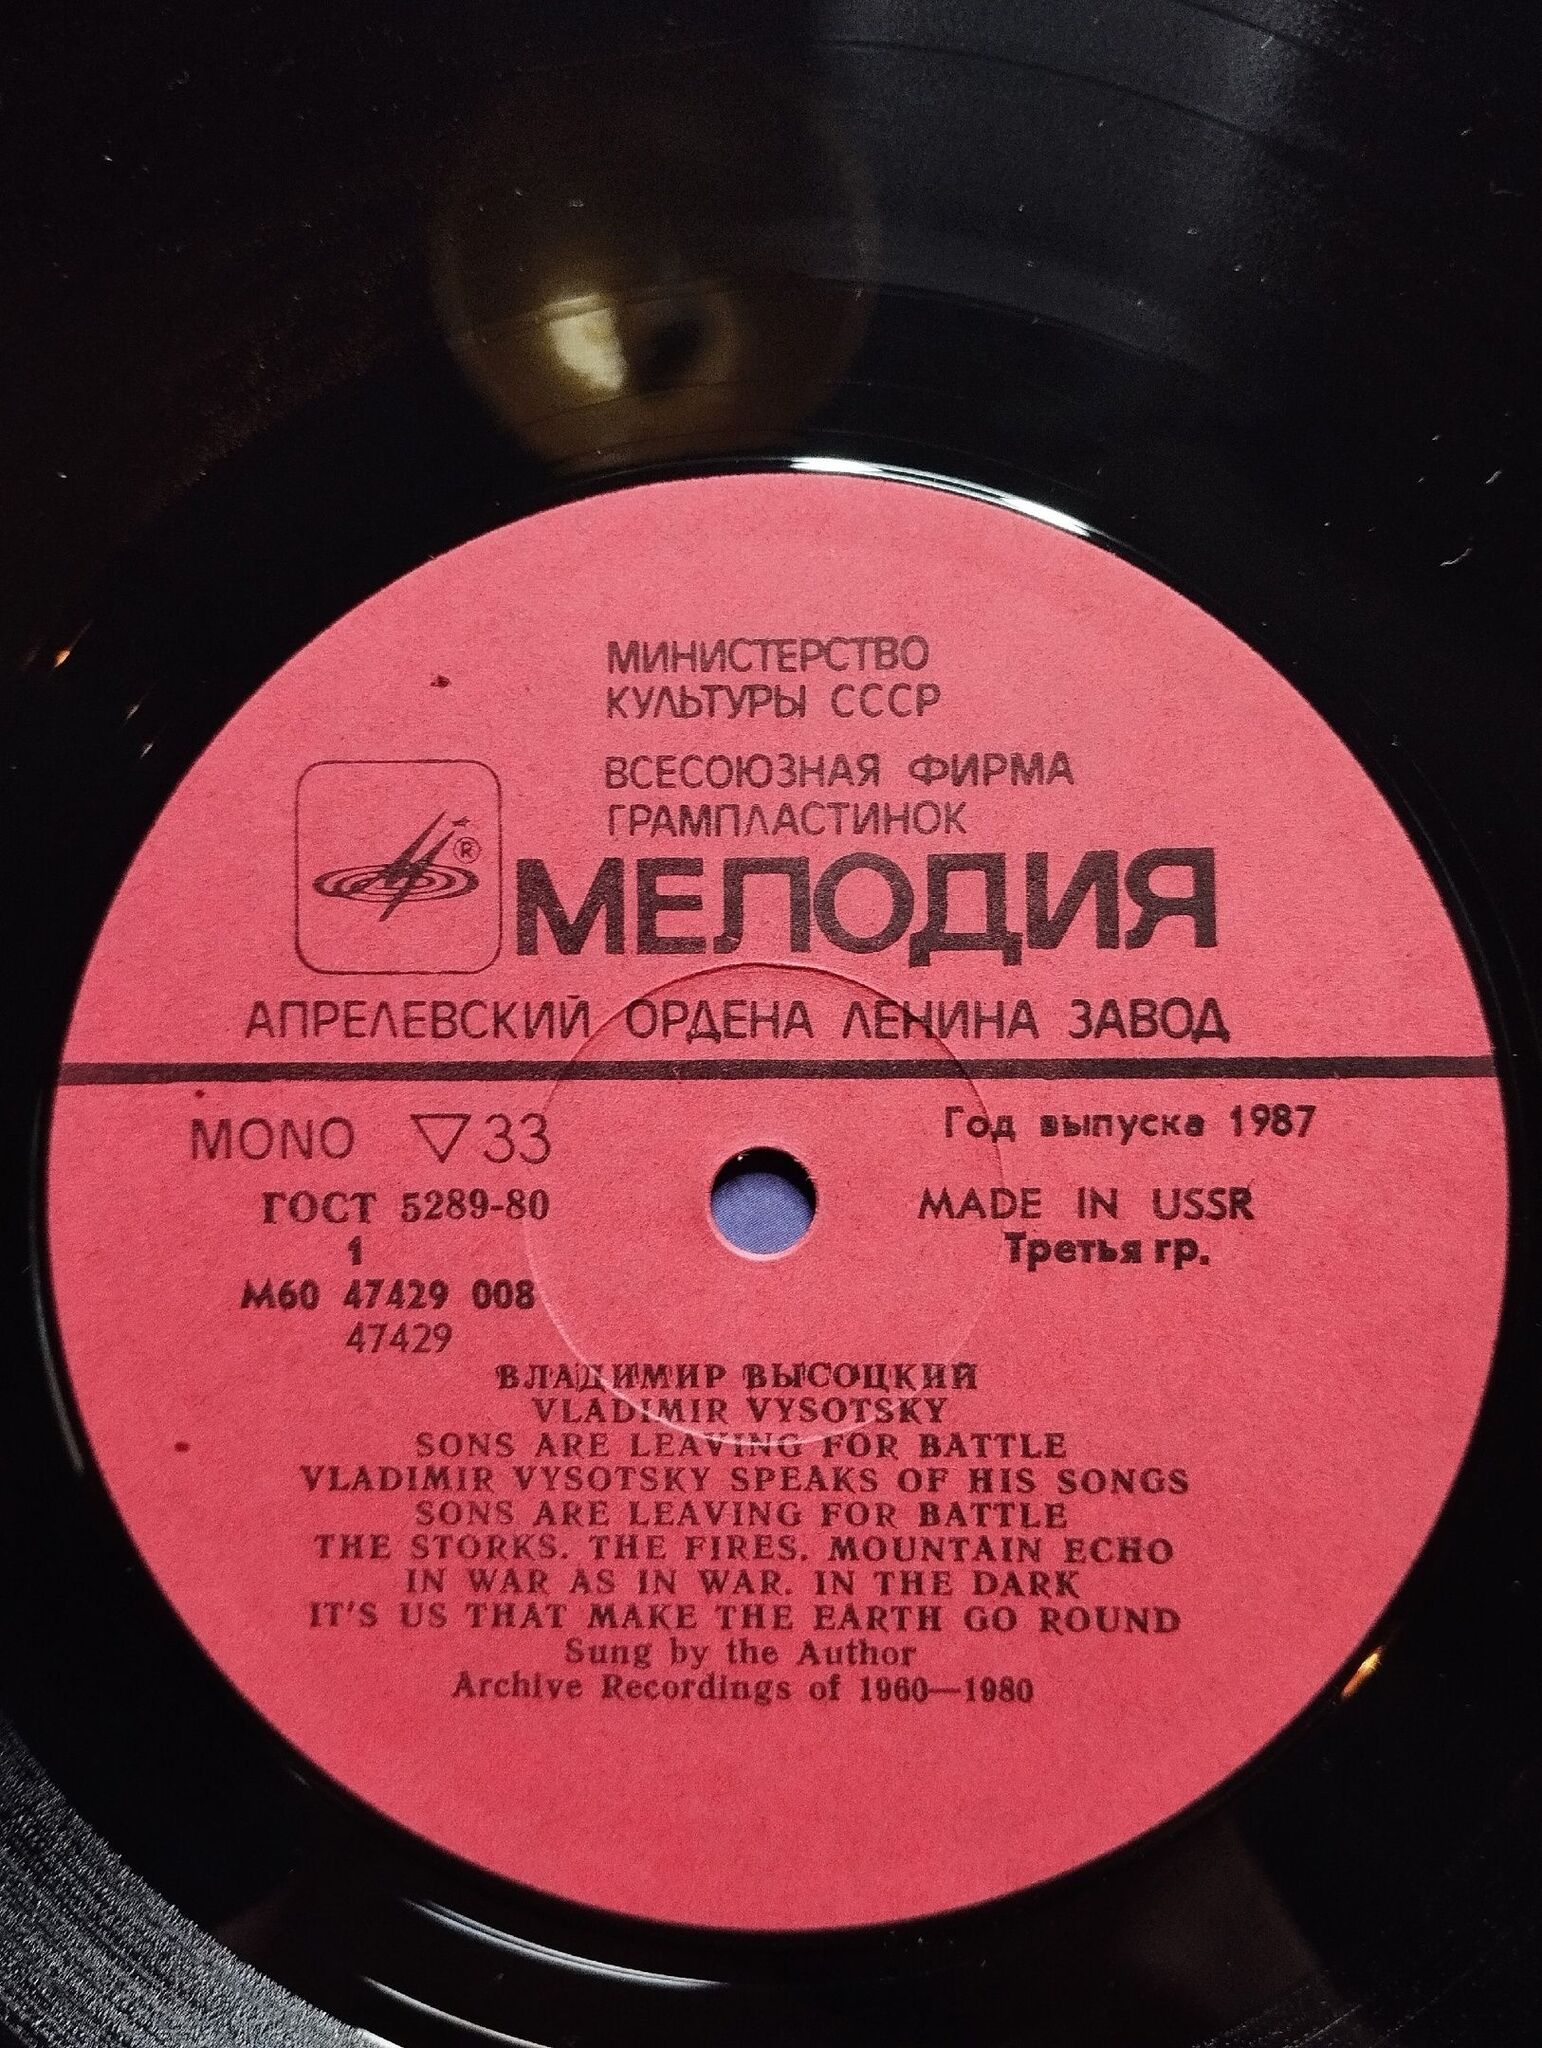 МИНИСТЕРСТВО
КУЛЬТУРЫ СССР
ВСЕСОЮЗНАЯ ФИРМА
ГРАМПЛАСТИНОК
®
МЕЛОДИЯ
АПРЕЛЕВСКИЙ ОРДЕНА ЛЕНИНА ЗАВОД
MONO ▽33
Год выпуска 1987
ГОСТ 5289-80
MADE IN USSR
1
Третья гр.
М60 47429 008
47429
ВЛАДИМИР ВЫСОЦКИЙ
VLADIMIR VYSOTSKY
SONS ARE LEAVING FOR BATTLE
VLADIMIR VYSOTSKY SPEAKS OF HIS SONGS
SONS ARE LEAVING FOR BATTLE
THE STORKS. THE FIRES. MOUNTAIN ECHO
IN WAR AS IN WAR. IN THE DARK
IT'S US THAT MAKE THE EARTH GO ROUND
Sung by the Author
Archive Recordings of 1960—1980